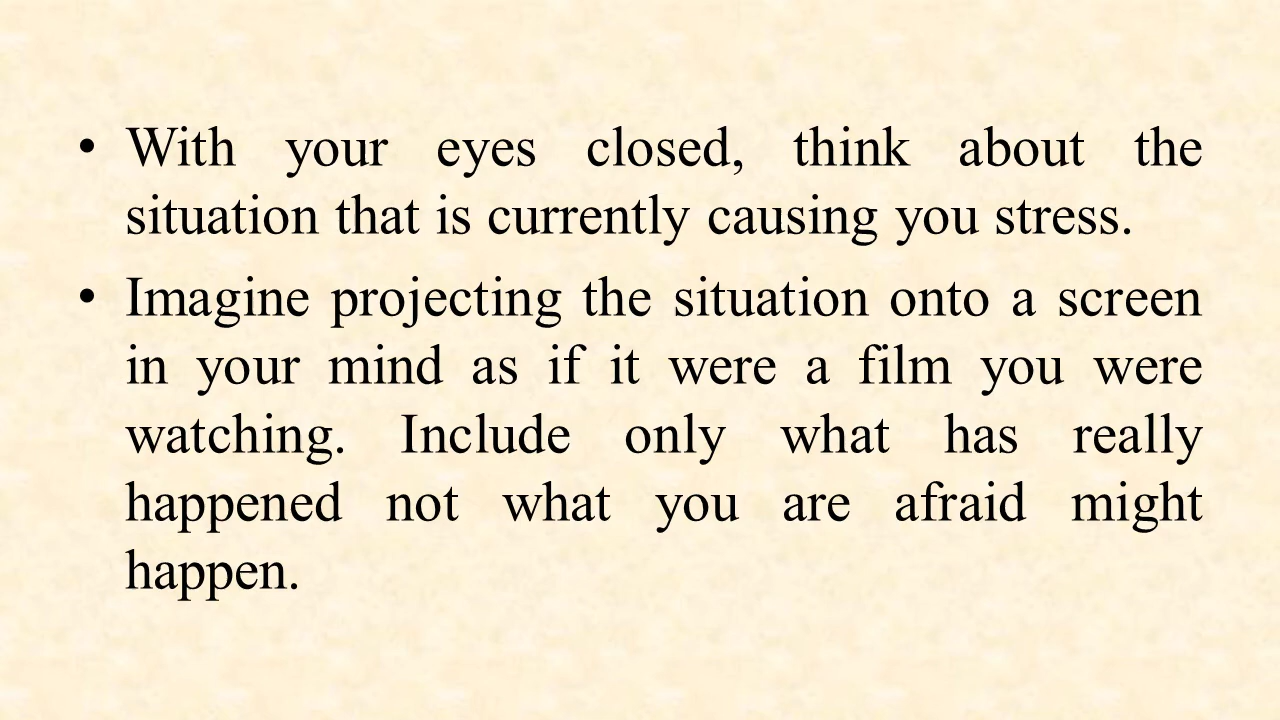 • With your eyes closed, think about the
situation that is currently causing you stress.
• Imagine projecting the situation onto a screen
in your mind as if it were a film you were
watching. Include only what has really
happened not what you are afraid might
happen.